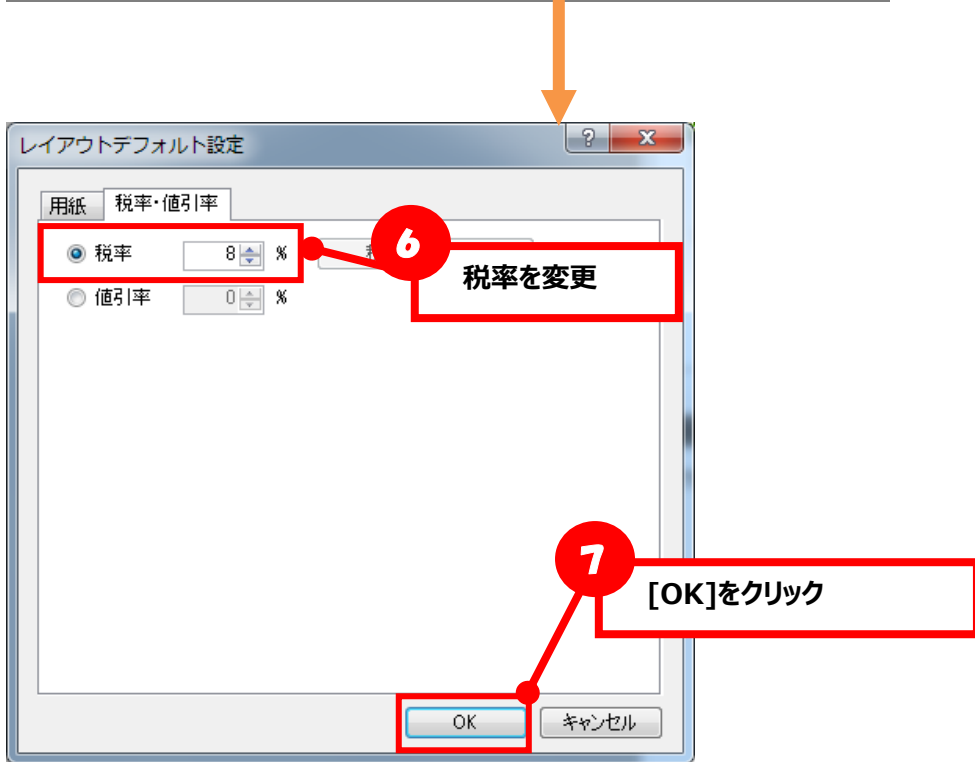 レイアウトデフォルト設定
? X
用紙 税率・値引率
税率 8 %
6
税率を変更
値引率 0 %
7
[OK]をクリック
OK キャンセル